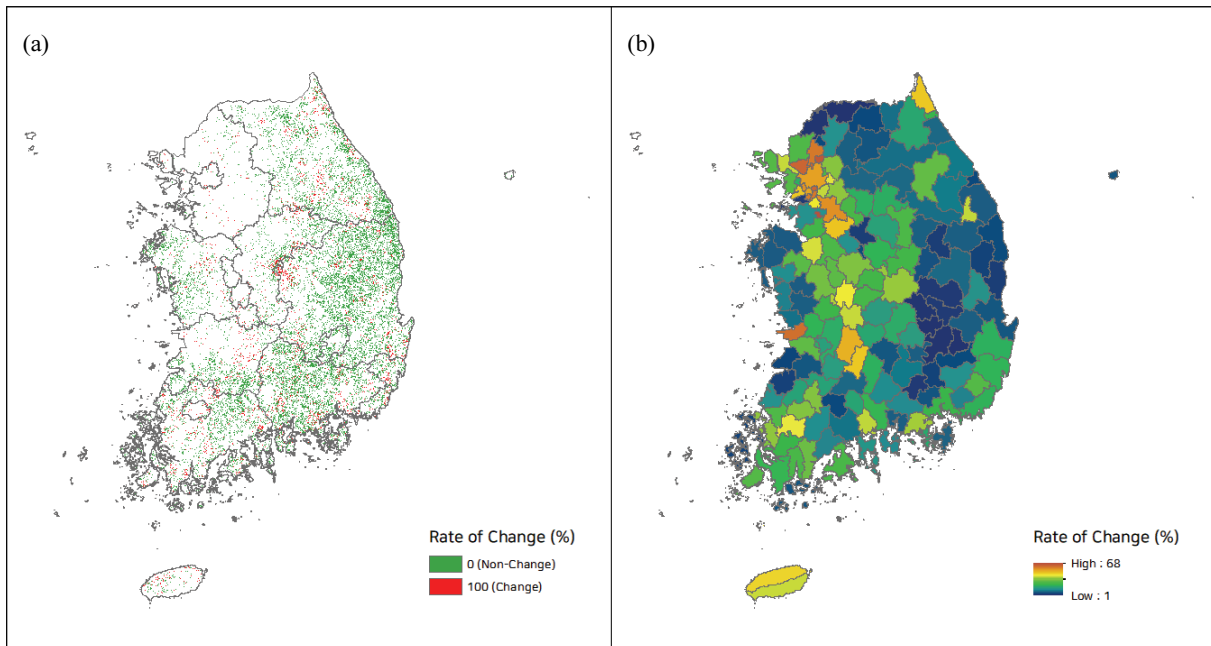 (a)
Rate of Change (%)
0 (Non-Change)
100 (Change)
(b)
Rate of Change (%)
High : 68
Low : 1